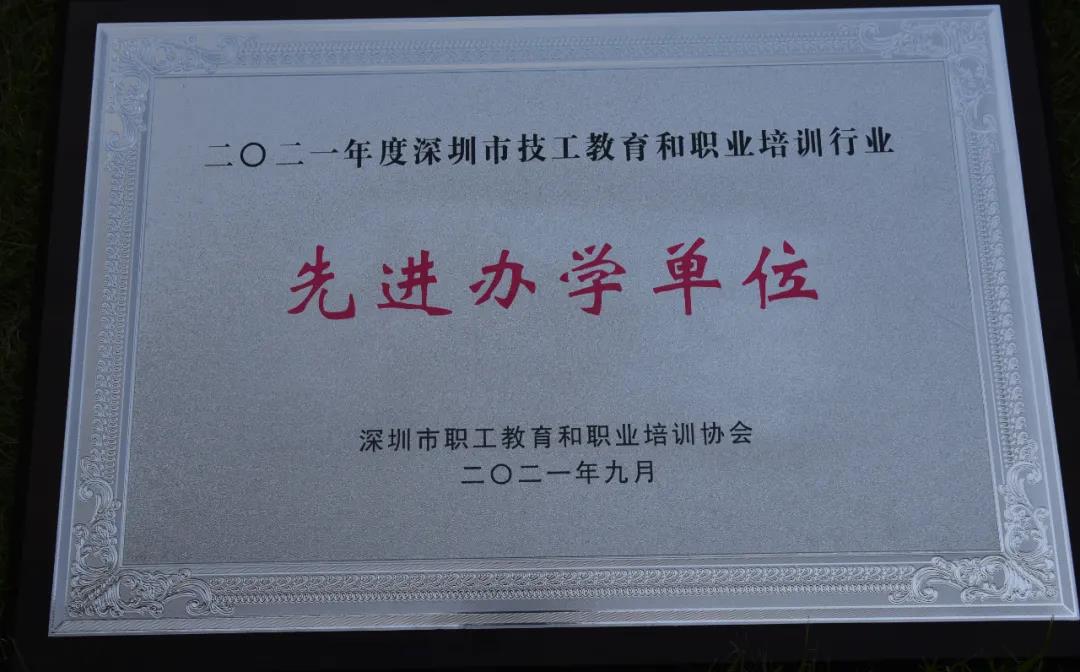 二〇二一年度深圳市技工教育和职业培训行业
先进办学单位
深圳市职工教育和职业培训协会
二〇二一年九月